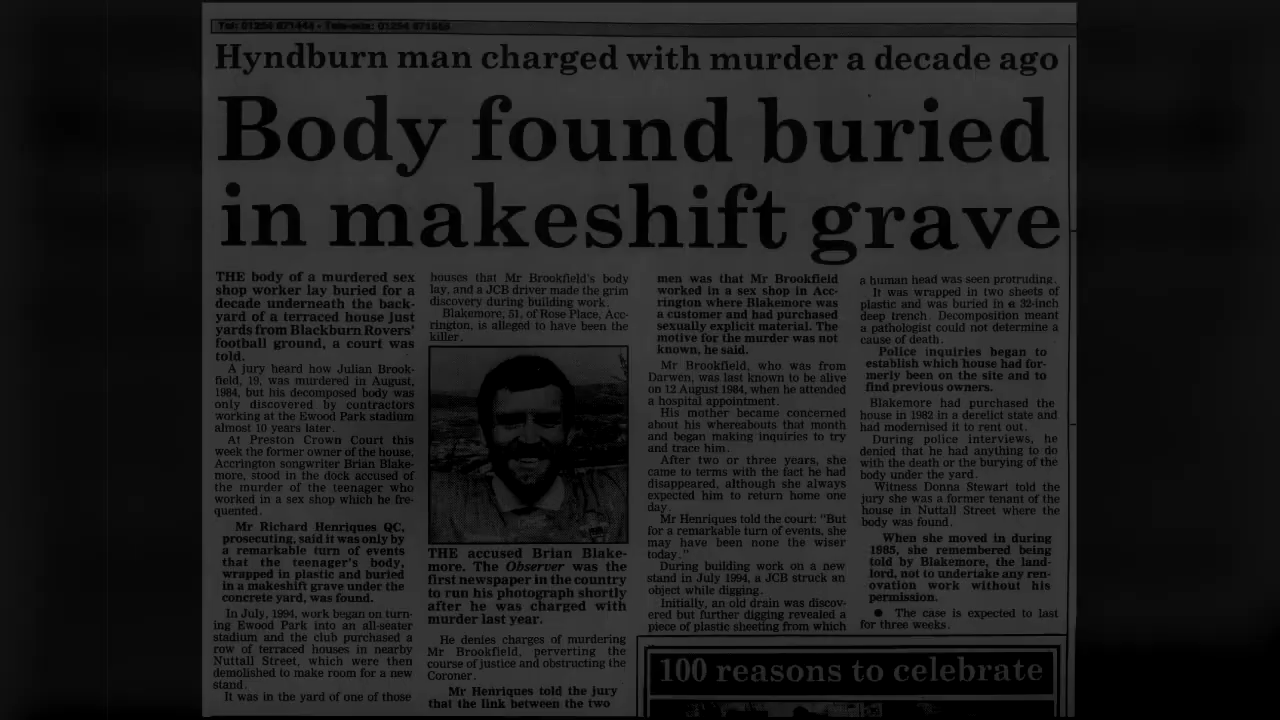 Tel: 01254 871444 • Tele-ads: 01254
Hyndburn man charged with murder a decade ago
Body found buried
in makeshift grave
THE body of a murdered sex
shop worker lay buried for a
decade underneath the back-
yard of a terraced house just
yards from Blackburn Rovers'
football ground, a court was
told.
A jury heard how Julian Brook-
field, 19, was murdered in August,
1984, but his decomposed body was
only discovered by contractors
working at the Ewood Park stadium
almost 10 years later.
At Preston Crown Court this
week the former owner of the house,
Accrington songwriter Brian Blake-
more, stood in the dock accused of
the murder of the teenager who
worked in a sex shop which he fre-
quented.
Mr Richard Henriques QC,
prosecuting, said it was only by
a remarkable turn of events
that the teenager's body,
wrapped in plastic and buried
in a makeshift grave under the
concrete yard, was found.
In July, 1994, work began on turn-
ing Ewood Park into an all-seater
stadium and the club purchased a
row of terraced houses in nearby
Nuttall Street, which were then
demolished to make room for a new
stand.
It was in the yard of one of those
houses that Mr Brookfield's body
lay, and a JCB driver made the grim
discovery during building work.
Blakemore, 51, of Rose Place, Acc-
rington, is alleged to have been the
killer.
THE accused Brian Blake-
more. The Observer was the
first newspaper in the country
to run his photograph shortly
after he was charged with
murder last year.
He denies charges of murdering
Mr Brookfield, perverting the
course of justice and obstructing the
Coroner.
Mr Henriques told the jury
that the link between the two
men was that Mr Brookfield
worked in a sex shop in Acc-
rington where Blakemore was
a customer and had purchased
sexually explicit material. The
motive for the murder was not
known, he said.
Mr Brookfield, who was from
Darwen, was last known to be alive
on 12 August 1984, when he attended
a hospital appointment.
His mother became concerned
about his whereabouts that month
and began making inquiries to try
and trace him.
After two or three years, she
came to terms with the fact he had
disappeared, although she always
expected him to return home one
day.
Mr Henriques told the court: "But
for a remarkable turn of events, she
may have been none the wiser
today."
During building work on a new
stand in July 1994, a JCB struck an
object while digging.
Initially, an old drain was discov-
ered but further digging revealed a
piece of plastic sheeting from which
a human head was seen protruding.
It was wrapped in two sheets of
plastic and was buried in a 32-inch
deep trench. Decomposition meant
a pathologist could not determine a
cause of death.
Police inquiries began to
establish which house had for-
merly been on the site and to
find previous owners.
Blakemore had purchased the
house in 1982 in a derelict state and
had modernised it to rent out.
During police interviews, he
denied that he had anything to do
with the death or the burying of the
body under the yard.
Witness Donna Stewart told the
jury she was a former tenant of the
house in Nuttall Street where the
body was found.
When she moved in during
1985, she remembered being
told by Blakemore, the land-
lord, not to undertake any ren-
ovation work without his
permission.
● The case is expected to last
for three weeks.
100 reasons to celebrate